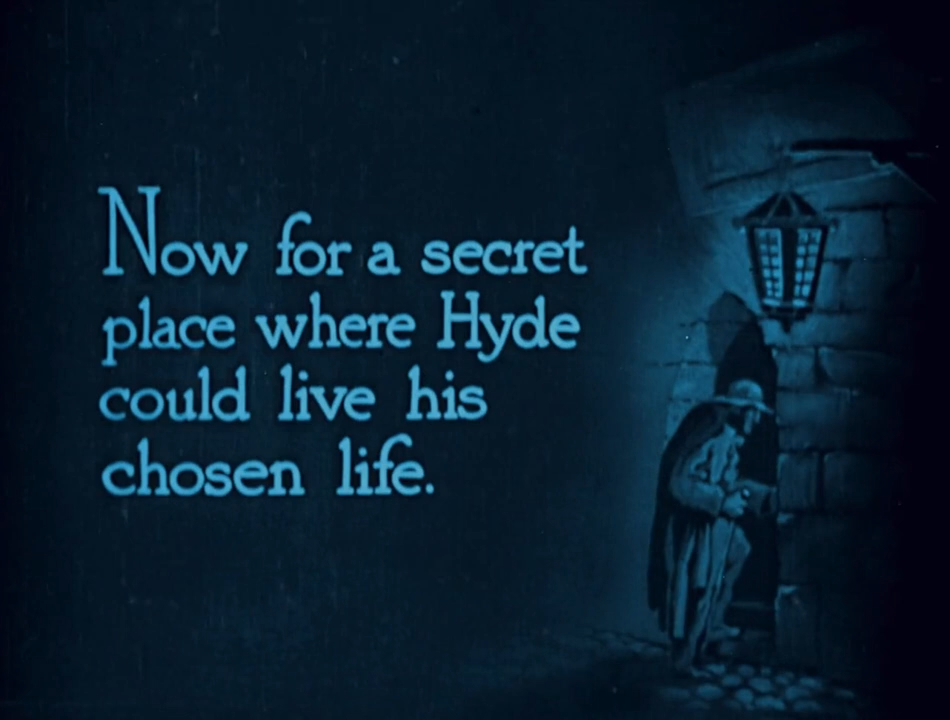 Now for a secret
place where Hyde
could live his
chosen life.